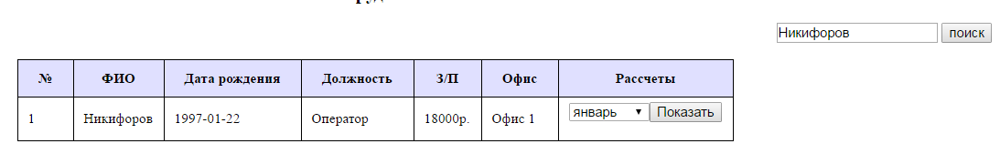 Никифоров поиск
№ ФИО Дата рождения Должность З/П Офис Рассчеты
1 Никифоров 1997-01-22 Оператор 18000р. Офис 1 январь Показать